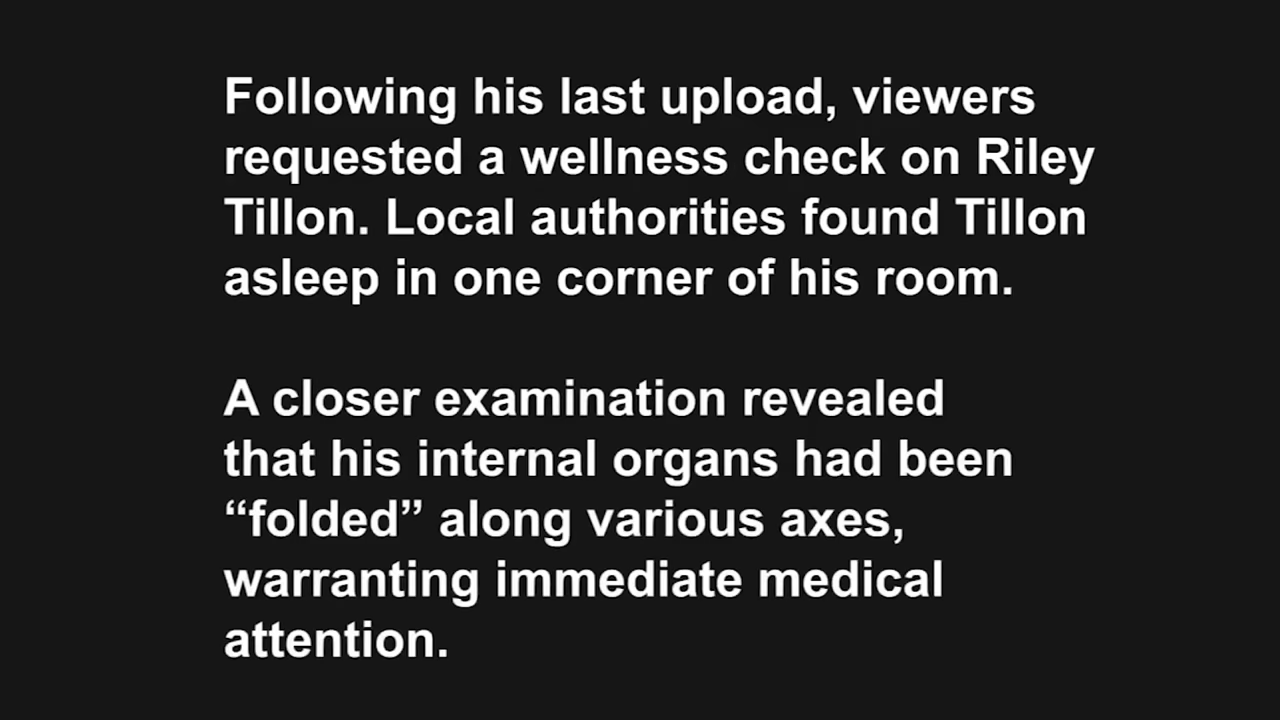 Following his last upload, viewers
requested a wellness check on Riley
Tillon. Local authorities found Tillon
asleep in one corner of his room.
A closer examination revealed
that his internal organs had been
“folded” along various axes,
warranting immediate medical
attention.